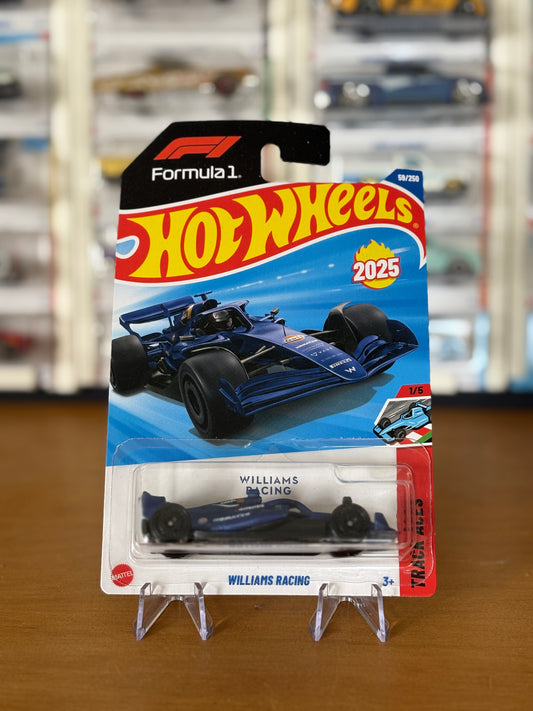 F1
Formula 1®
59/250
HOT WHEELS®
2025
1/5
WILLIAMS
RACING
TRACK ACES
MATTEL
WILLIAMS RACING
3+